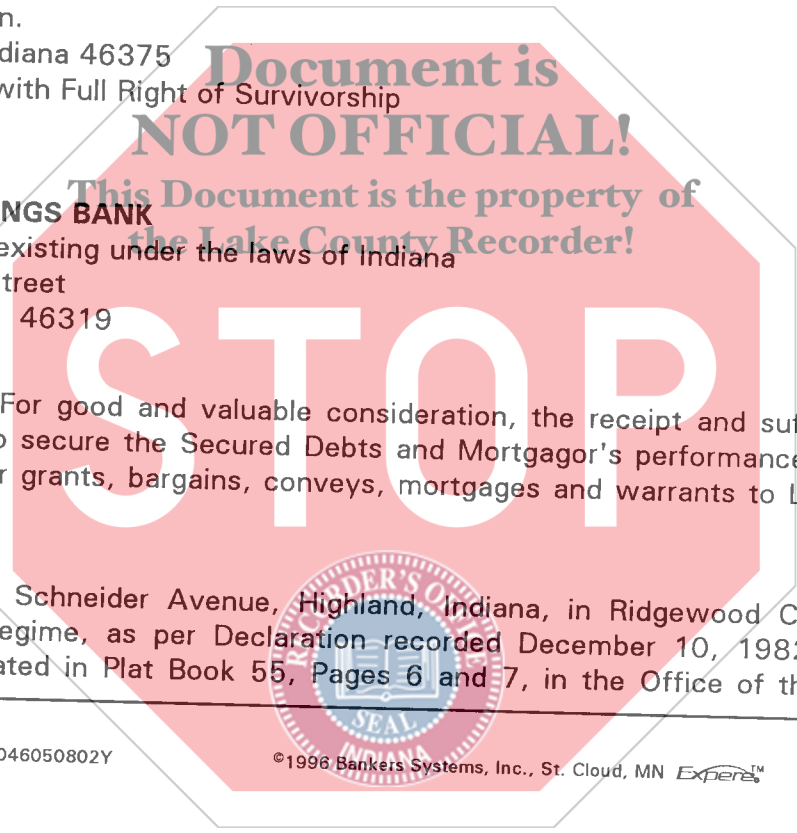 n.
diana 46375
with Full Right of Survivorship
Document is
NOT OFFICIAL!
This Document is the property of
the Lake County Recorder!
NGS BANK
existing under the laws of Indiana
treet
46319
STOP
For good and valuable consideration, the receipt and suf
o secure the Secured Debts and Mortgagor's performance
r grants, bargains, conveys, mortgages and warrants to L
Schneider Avenue, Highland, Indiana, in Ridgewood C
egime, as per Declaration recorded December 10, 1982
ated in Plat Book 55, Pages 6 and 7, in the Office of th
RECORDER'S OFFICE
SEAL
INDIANA
046050802Y
©1996 Bankers Systems, Inc., St. Cloud, MN Expere™